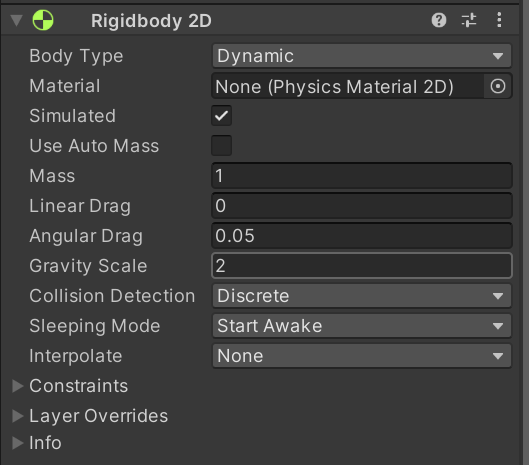 Rigidbody 2D
Body Type Dynamic
Material None (Physics Material 2D)
Simulated
Use Auto Mass
Mass 1
Linear Drag 0
Angular Drag 0.05
Gravity Scale 2
Collision Detection Discrete
Sleeping Mode Start Awake
Interpolate None
Constraints
Layer Overrides
Info